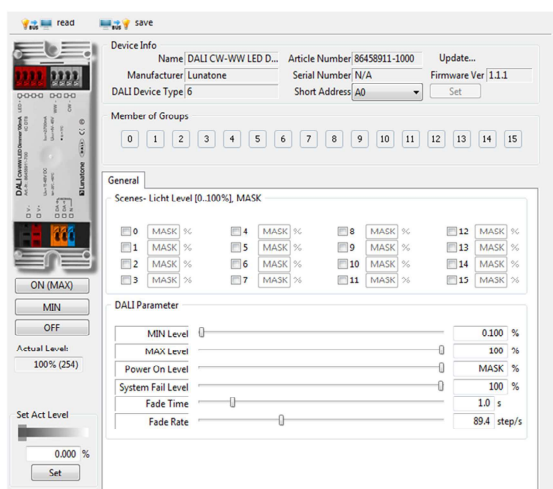 read save
Device Info
Name DALI CW-WW LED D... Article Number 86458911-1000 Update...
Manufacturer Lunatone Serial Number N/A Firmware Ver 1.1.1
DALI Device Type 6 Short Address A0 Set
Member of Groups
0 1 2 3 4 5 6 7 8 9 10 11 12 13 14 15
General
Scenes- Licht Level [0..100%], MASK
0 MASK % 4 MASK % 8 MASK % 12 MASK %
1 MASK % 5 MASK % 9 MASK % 13 MASK %
2 MASK % 6 MASK % 10 MASK % 14 MASK %
3 MASK % 7 MASK % 11 MASK % 15 MASK %
DALI Parameter
MIN Level 0.100 %
MAX Level 100 %
Power On Level MASK %
System Fail Level 100 %
Fade Time 1.0 s
Fade Rate 89.4 step/s
Lunatone
ON (MAX)
MIN
OFF
Actual Level:
100% (254)
Set Act Level
0.000 %
Set